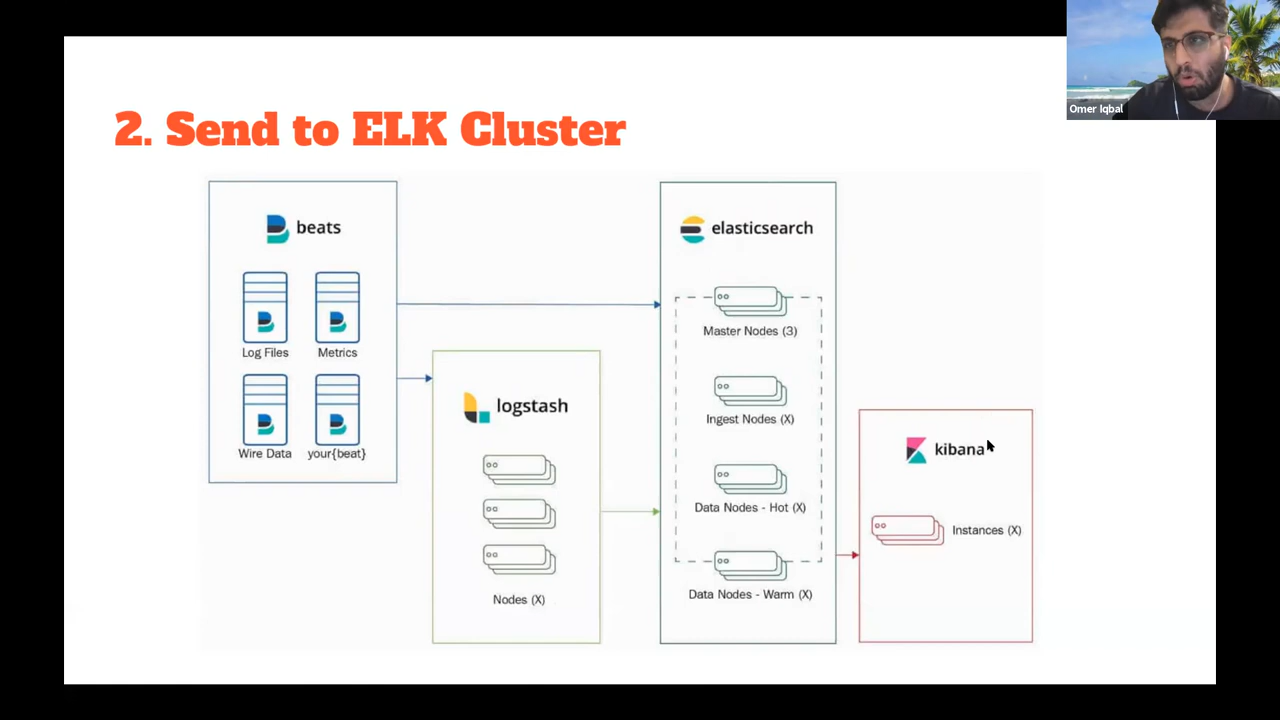 Omer Iqbal
2. Send to ELK Cluster
beats
Log Files
Metrics
Wire Data
your{beat}
logstash
Nodes (X)
elasticsearch
Master Nodes (3)
Ingest Nodes (X)
Data Nodes - Hot (X)
Data Nodes - Warm (X)
kibana
Instances (X)